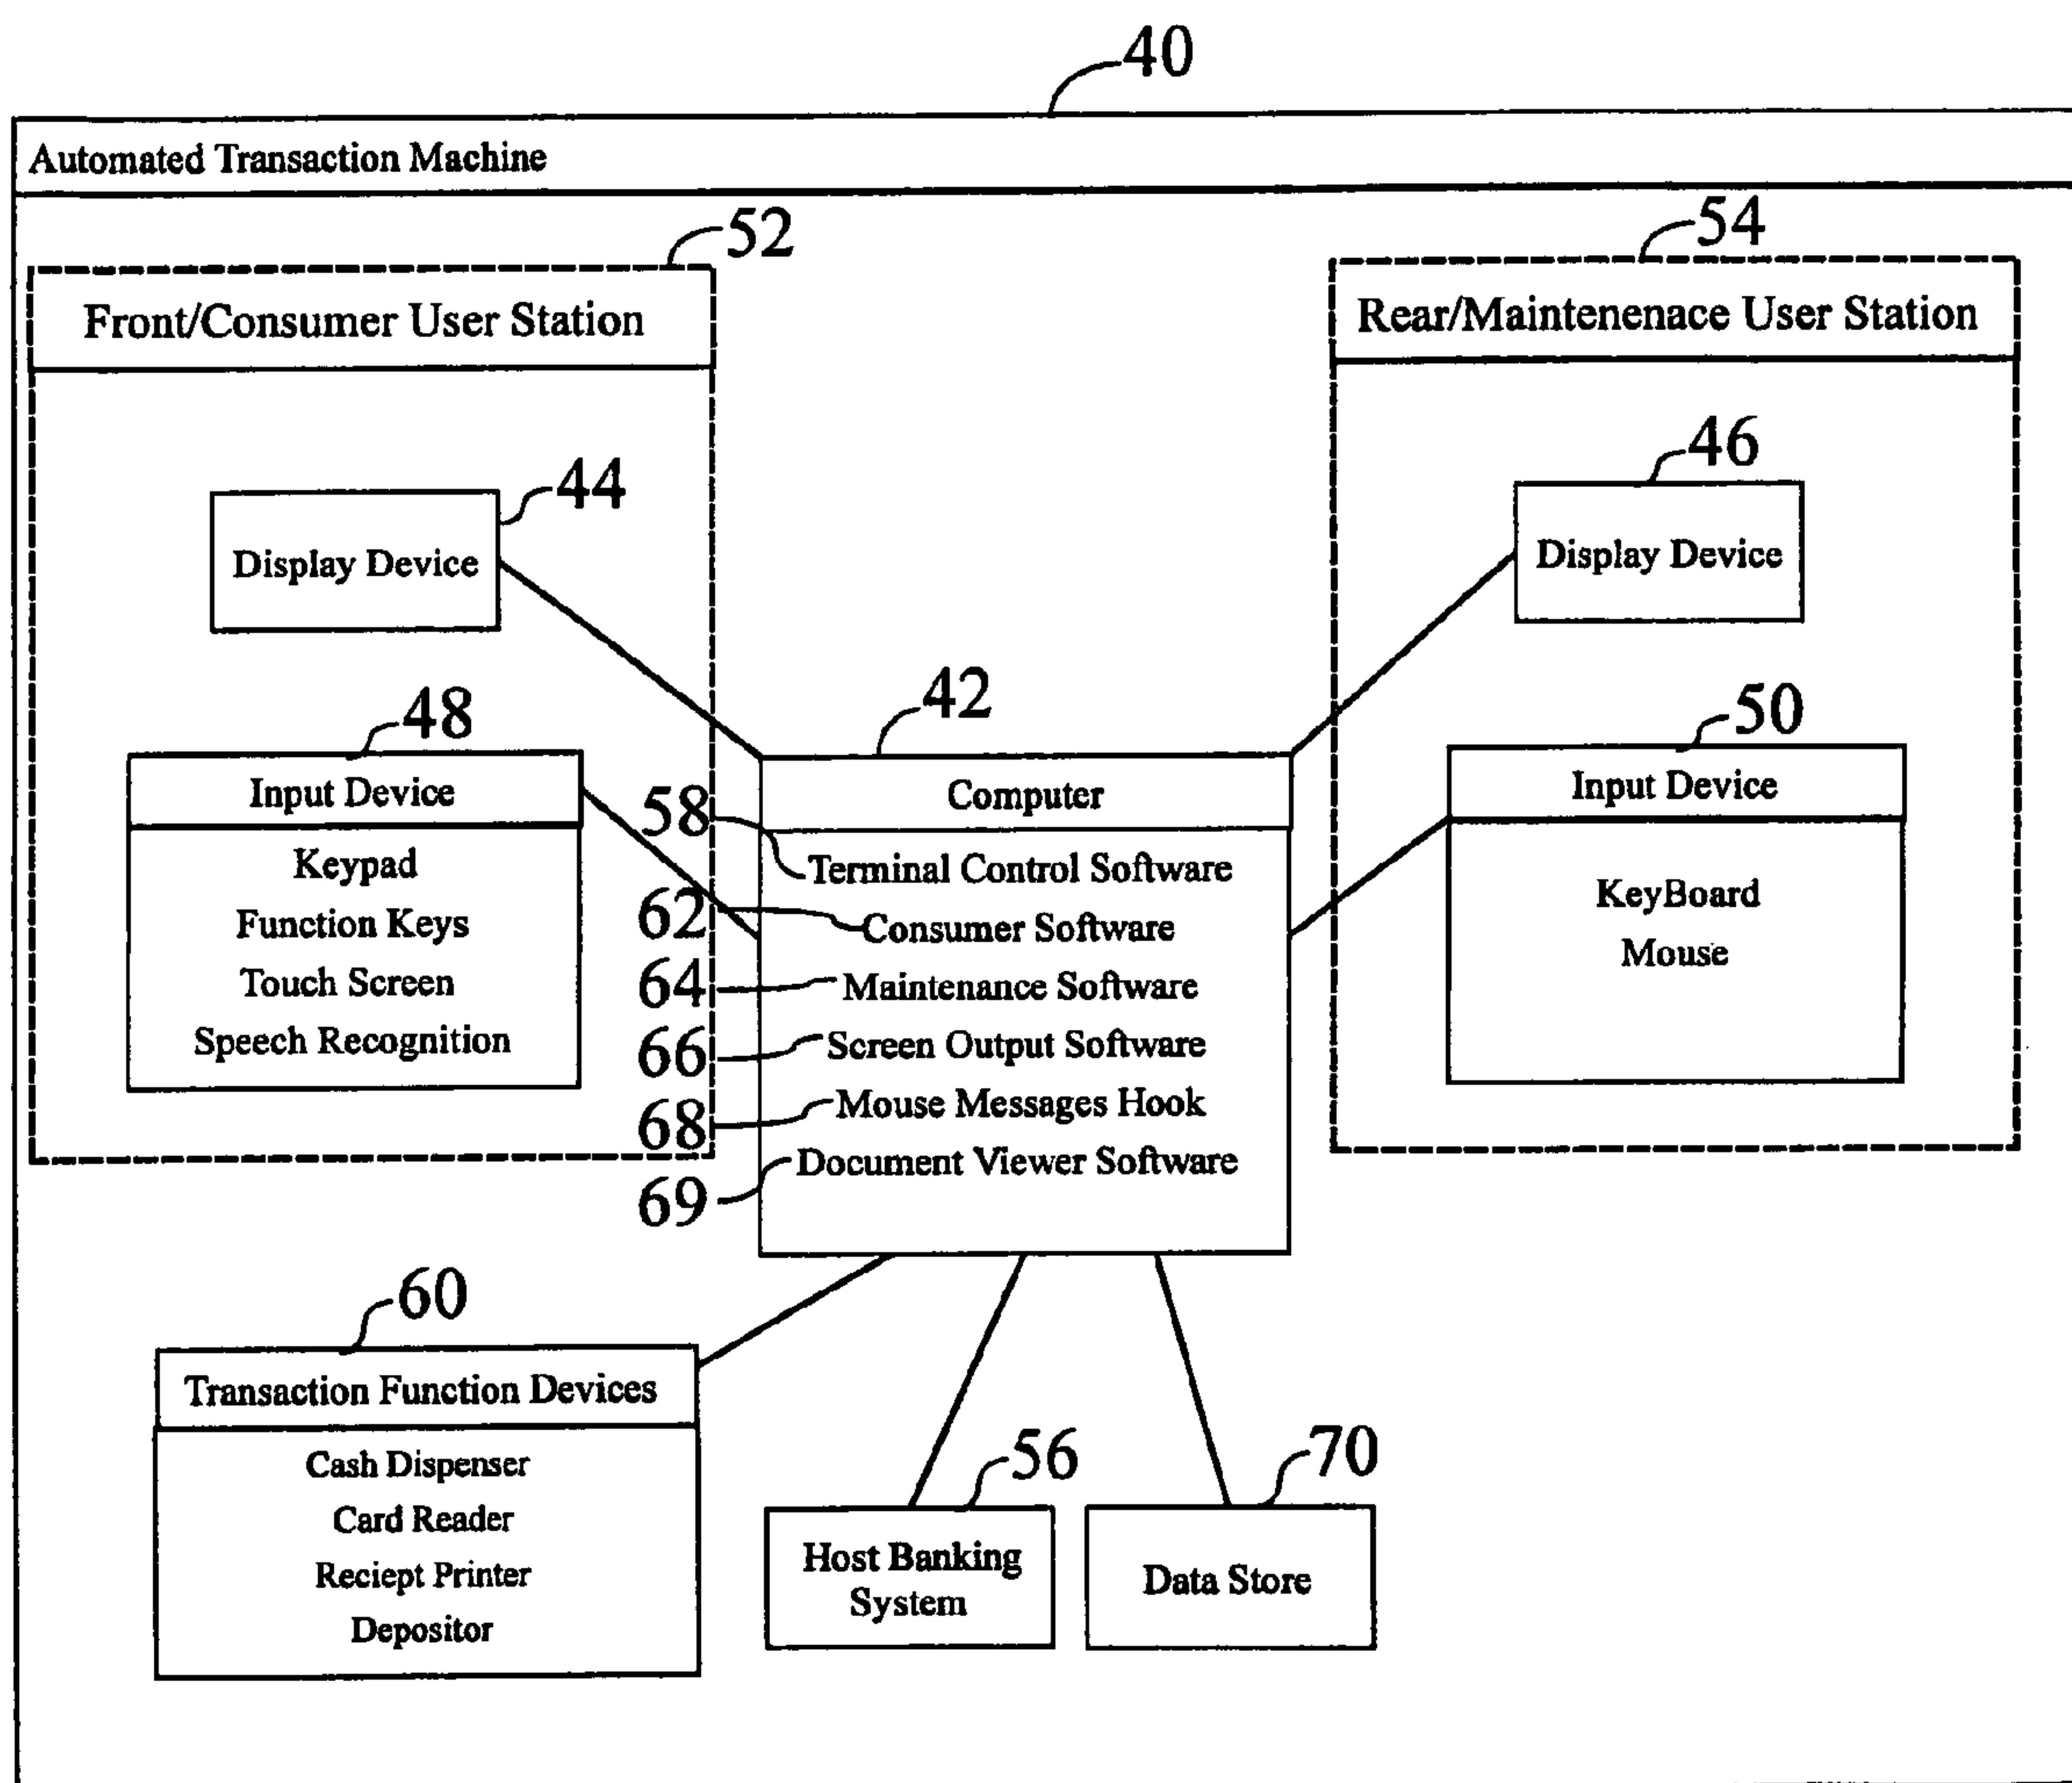 40
Automated Transaction Machine
52
Front/Consumer User Station
44
Display Device
48
Input Device
Keypad
Function Keys
Touch Screen
Speech Recognition
54
Rear/Maintenenace User Station
46
Display Device
50
Input Device
KeyBoard
Mouse
42
Computer
58
Terminal Control Software
62
Consumer Software
64
Maintenance Software
66
Screen Output Software
68
Mouse Messages Hook
69
Document Viewer Software
60
Transaction Function Devices
Cash Dispenser
Card Reader
Reciept Printer
Depositor
56
Host Banking
System
70
Data Store